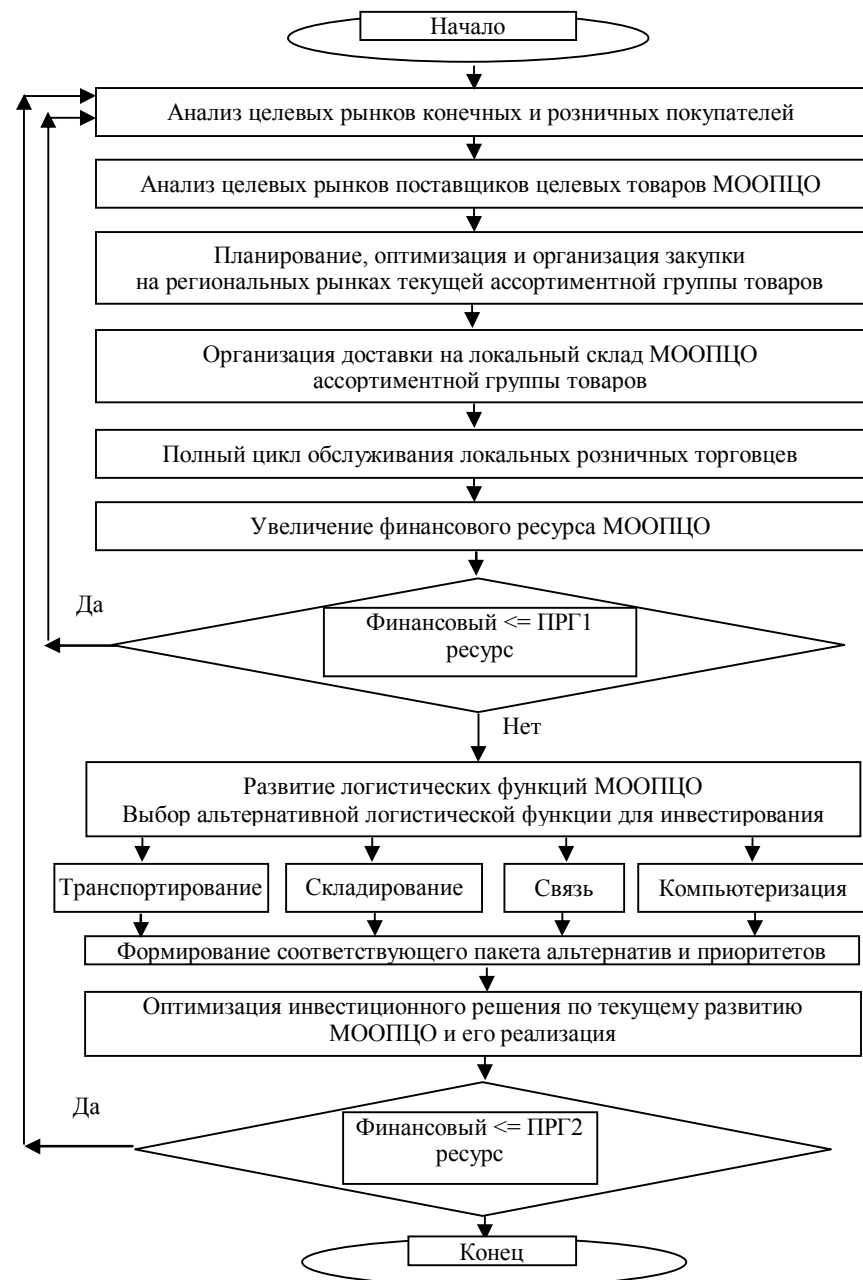 Начало
Анализ целевых рынков конечных и розничных покупателей
Анализ целевых рынков поставщиков целевых товаров МООПЦО
Планирование, оптимизация и организация закупки
на региональных рынках текущей ассортиментной группы товаров
Организация доставки на локальный склад МООПЦО
ассортиментной группы товаров
Полный цикл обслуживания локальных розничных торговцев
Увеличение финансового ресурса МООПЦО
Да
Финансовый <= ПРГ1
ресурс
Нет
Развитие логистических функций МООПЦО
Выбор альтернативной логистической функции для инвестирования
Транспортирование
Складирование
Связь
Компьютеризация
Формирование соответствующего пакета альтернатив и приоритетов
Оптимизация инвестиционного решения по текущему развитию
МООПЦО и его реализация
Да
Финансовый <= ПРГ2
ресурс
Конец